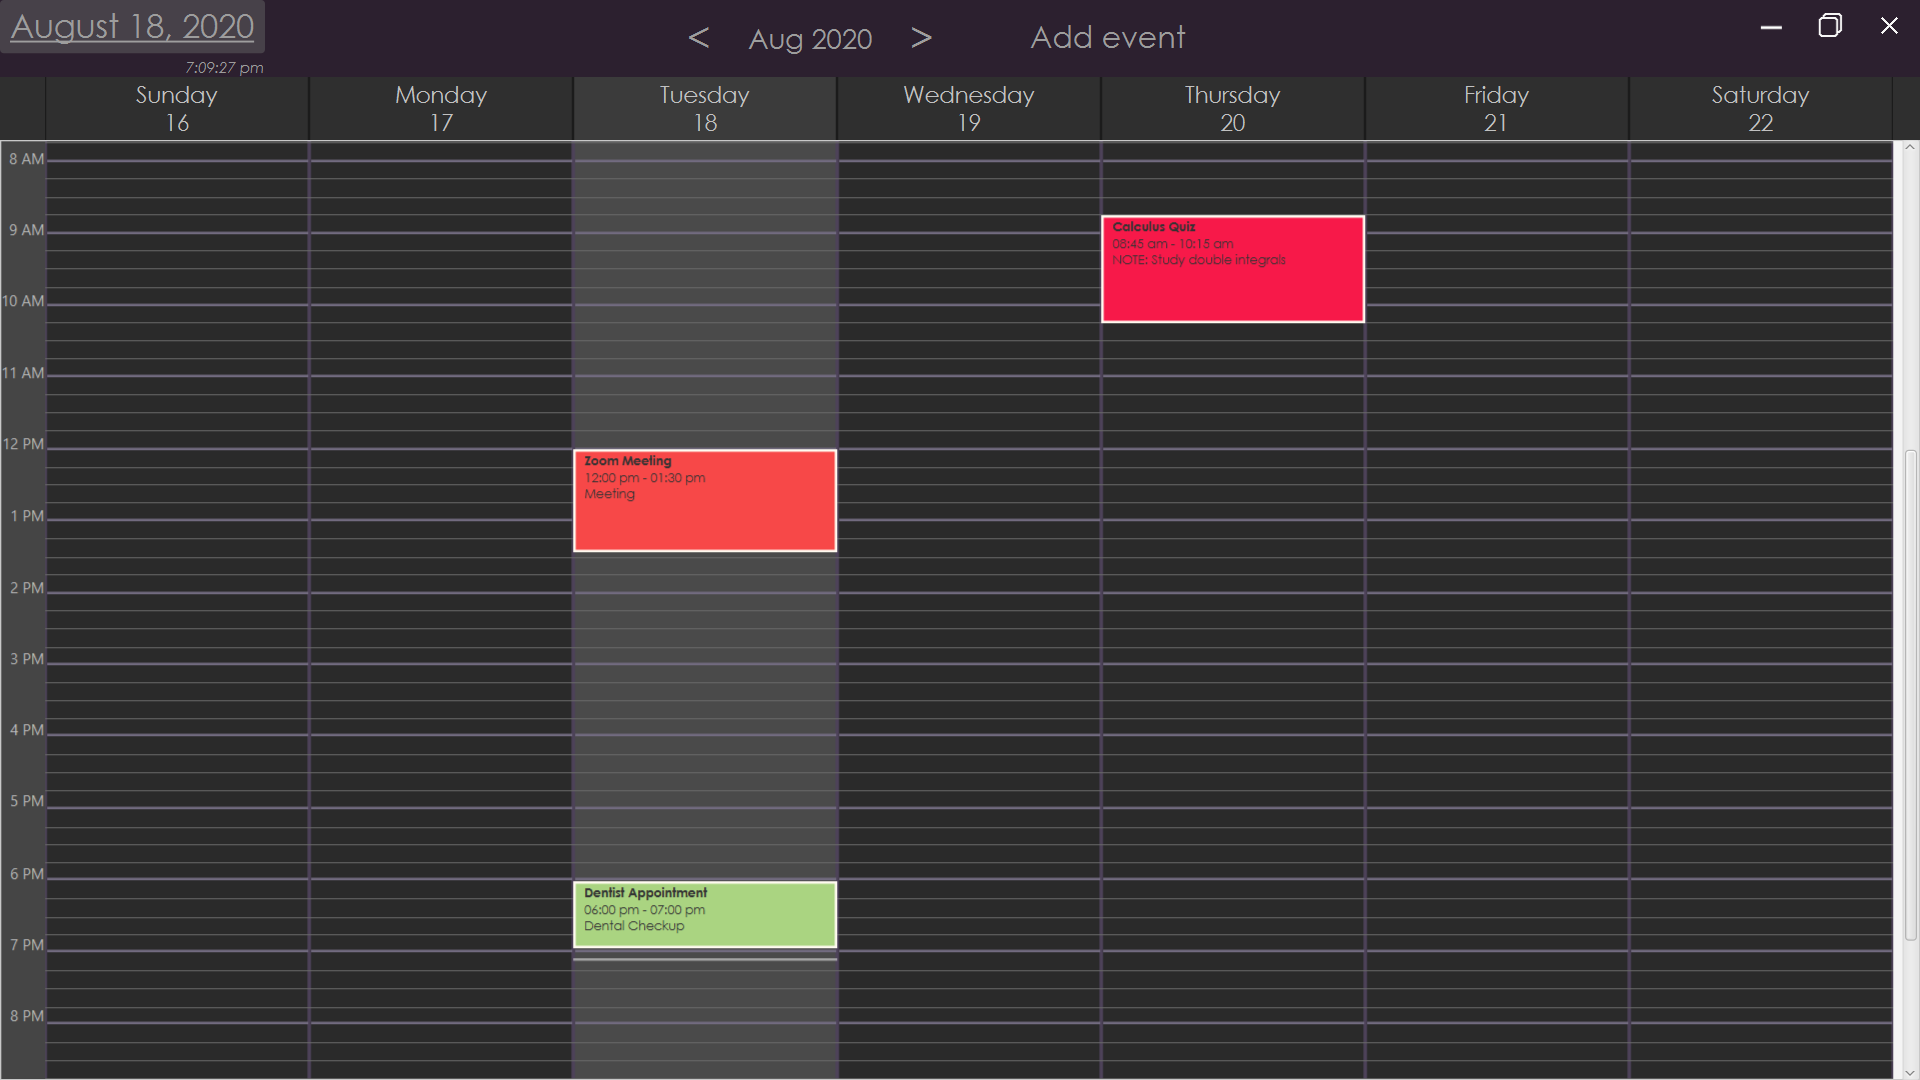 August 18, 2020
7:09:27 pm
< Aug 2020 >
Add event
Sunday
16
Monday
17
Tuesday
18
Wednesday
19
Thursday
20
Friday
21
Saturday
22
8 AM
9 AM
10 AM
11 AM
12 PM
1 PM
2 PM
3 PM
4 PM
5 PM
6 PM
7 PM
8 PM
Zoom Meeting
12:00 pm - 01:30 pm
Meeting
Dentist Appointment
06:00 pm - 07:00 pm
Dental Checkup
Calculus Quiz
08:45 am - 10:15 am
NOTE: Study double integrals